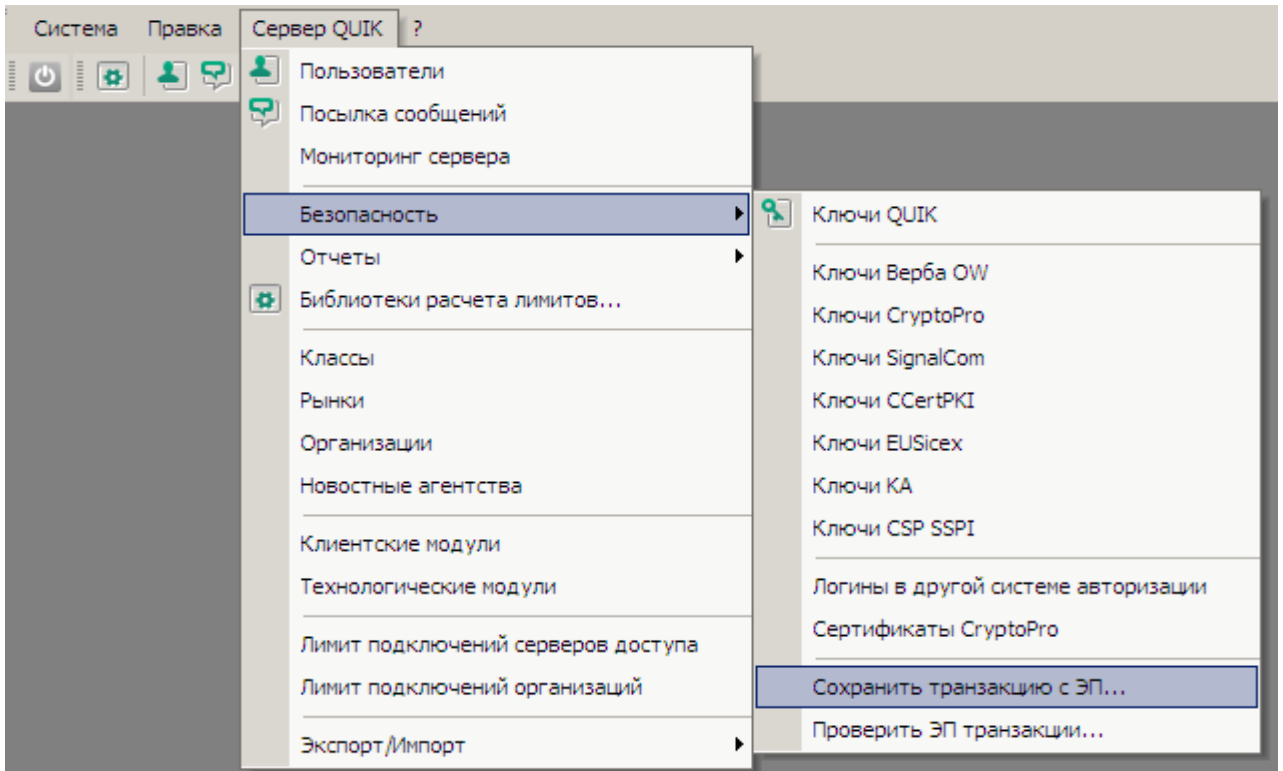 Система Правка Сервер QUIK ?
Пользователи
Посылка сообщений
Мониторинг сервера
Безопасность
Отчеты
Библиотеки расчета лимитов...
Классы
Рынки
Организации
Новостные агентства
Клиентские модули
Технологические модули
Лимит подключений серверов доступа
Лимит подключений организаций
Экспорт/Импорт
Ключи QUIK
Ключи Верба OW
Ключи CryptoPro
Ключи SignalCom
Ключи CCertPKI
Ключи EUSicex
Ключи КА
Ключи CSP SSPI
Логины в другой системе авторизации
Сертификаты CryptoPro
Сохранить транзакцию с ЭП...
Проверить ЭП транзакции...